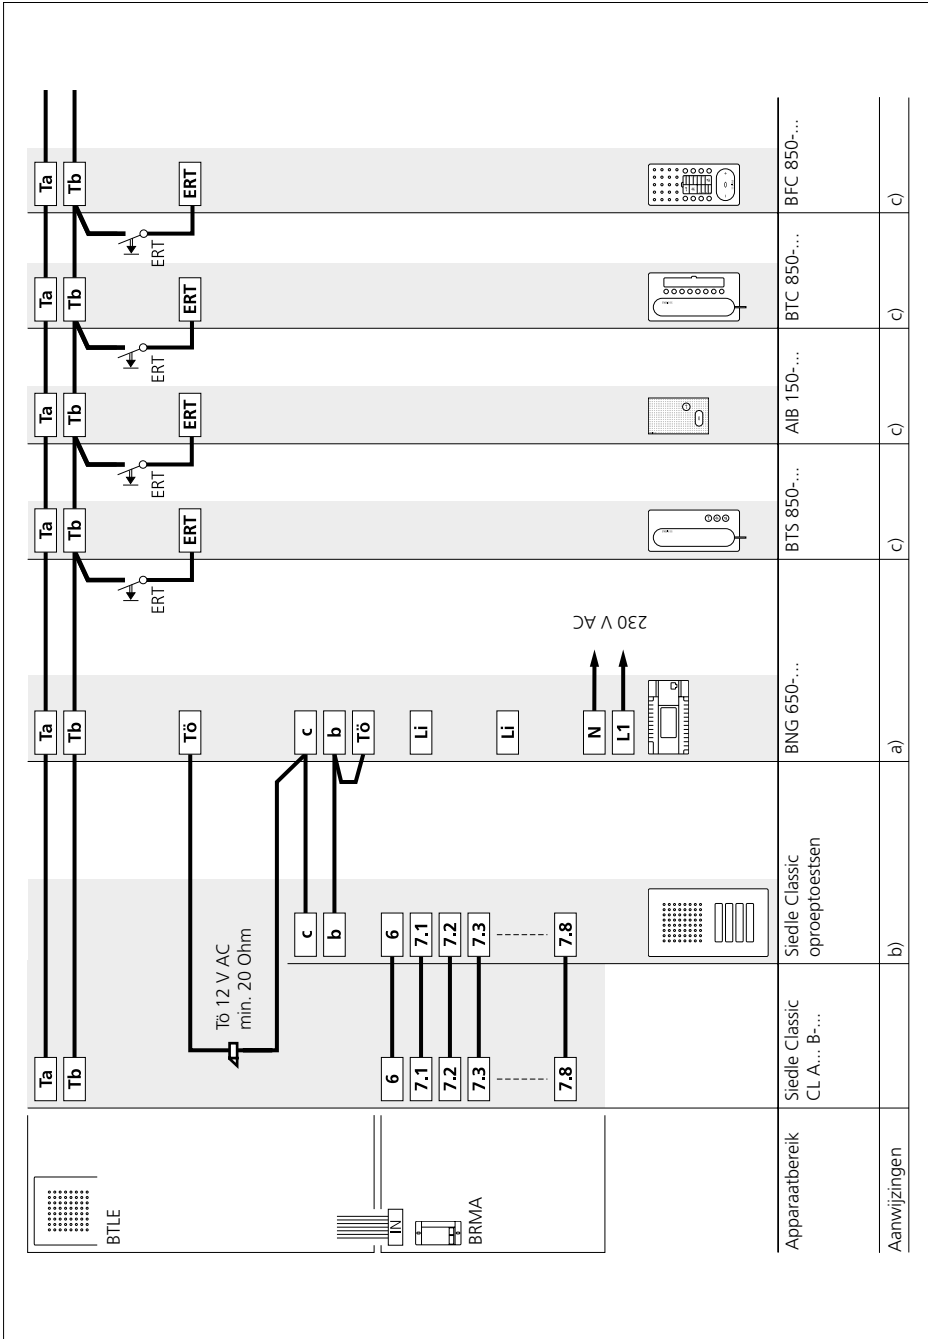 BTLE
IN
BRMA
Apparaatbereik
Aanwijzingen
Ta
Tb
6
7.1
7.2
7.3
7.8
Siedle Classic
CL A... B-...
Tö 12 V AC
min. 20 Ohm
c
b
6
7.1
7.2
7.3
7.8
Siedle Classic
oproeptoestsen
b)
Ta
Tb
Tö
c
b
Tö
Li
Li
N
L1
230 V AC
BNG 650-...
a)
ERT
Ta
Tb
ERT
BTS 850-...
c)
ERT
Ta
Tb
ERT
AIB 150-...
c)
ERT
Ta
Tb
ERT
BTC 850-...
c)
ERT
Ta
Tb
ERT
BFC 850-...
c)